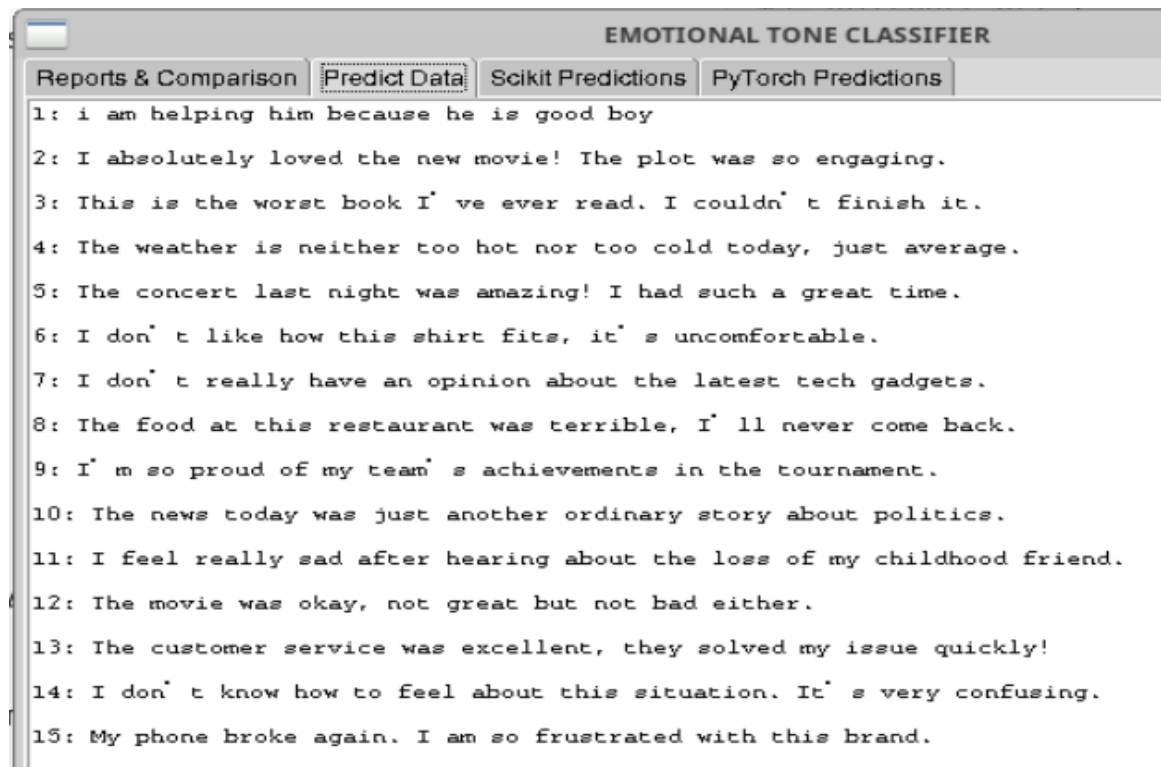 EMOTIONAL TONE CLASSIFIER
Reports & Comparison Predict Data Scikit Predictions PyTorch Predictions
1: i am helping him because he is good boy
2: I absolutely loved the new movie! The plot was so engaging.
3: This is the worst book I’ ve ever read. I couldn’ t finish it.
4: The weather is neither too hot nor too cold today, just average.
5: The concert last night was amazing! I had such a great time.
6: I don’ t like how this shirt fits, it’ s uncomfortable.
7: I don’ t really have an opinion about the latest tech gadgets.
8: The food at this restaurant was terrible, I’ ll never come back.
9: I’ m so proud of my team’ s achievements in the tournament.
10: The news today was just another ordinary story about politics.
11: I feel really sad after hearing about the loss of my childhood friend.
12: The movie was okay, not great but not bad either.
13: The customer service was excellent, they solved my issue quickly!
14: I don’ t know how to feel about this situation. It’ s very confusing.
15: My phone broke again. I am so frustrated with this brand.